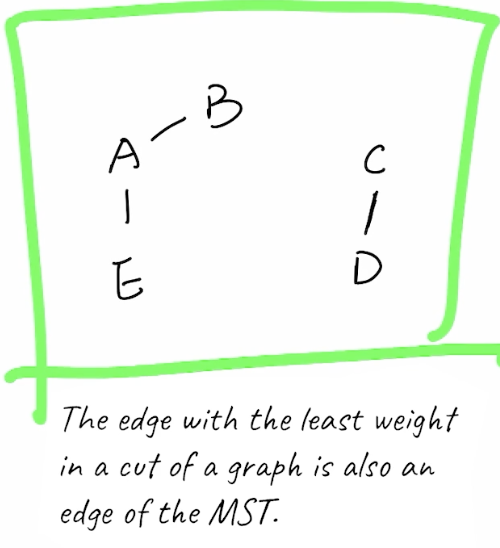 B
A
C
E
D
The edge with the least weight
in a cut of a graph is also an
edge of the MST.